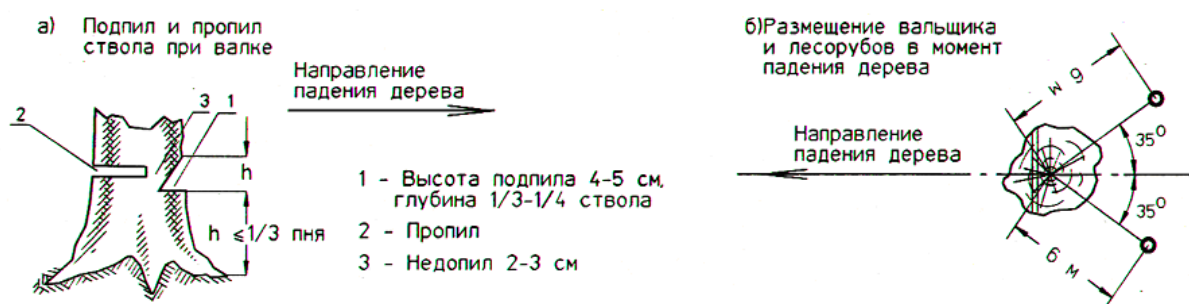 а) Подпил и пропил
ствола при валке
Направление
падения дерева
3
1
2
h
h ≤1/3 пня
1 - Высота подпила 4-5 см,
глубина 1/3-1/4 ствола
2 - Пропил
3 - Недопил 2-3 см
б)Размещение вальщика
и лесорубов в момент
падения дерева
Направление
падения дерева
6 м
35°
35°
6 м